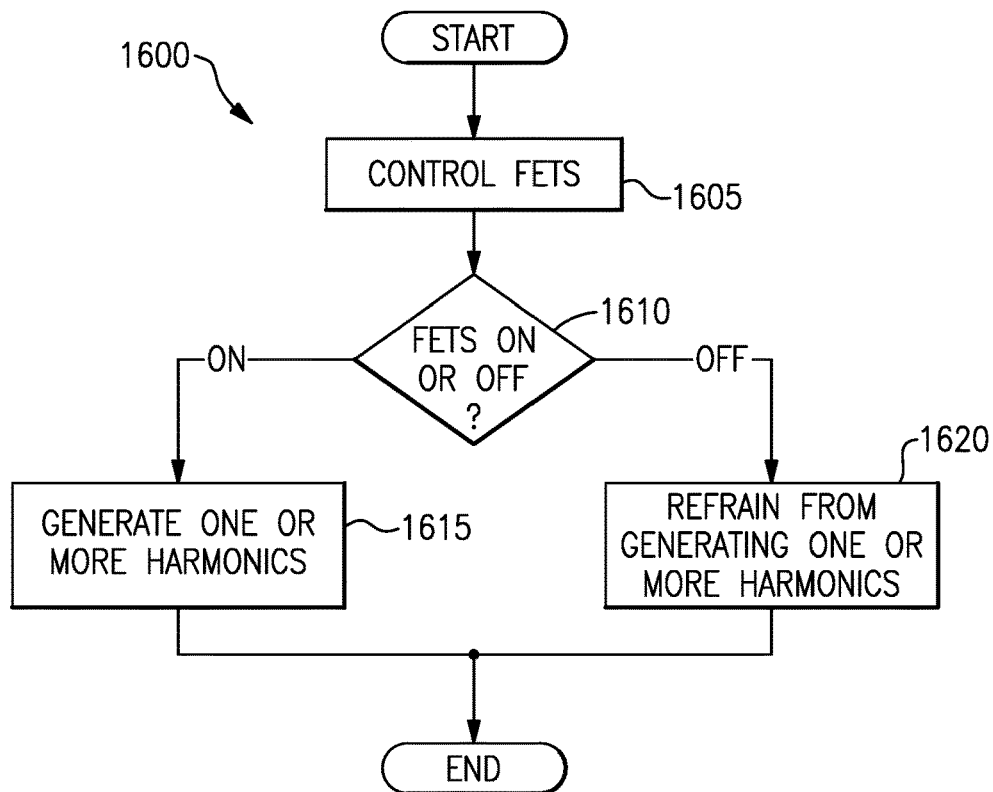 START
1600
CONTROL FETS
1605
1610
FETS ON
OR OFF
?
ON
OFF
1620
GENERATE ONE OR
MORE HARMONICS
1615
REFRAIN FROM
GENERATING ONE OR
MORE HARMONICS
END